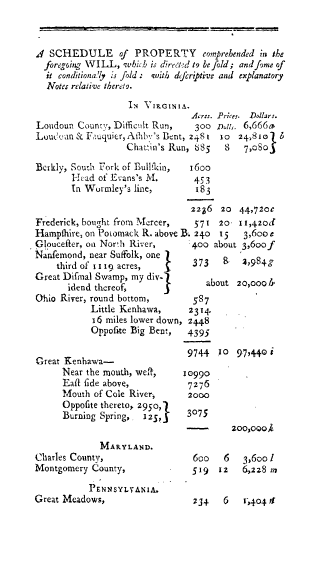 A SCHEDULE of PROPERTY comprehended in the
foregoing WILL, which is directed to be ſold; and ſome of
it conditionally is ſold: with deſcriptive and explanatory
Notes relative thereto.
IN VIRGINIA.
Acres. Prices. Dollars.
Loudoun County, Difficult Run, 300 Dolls. 6,666a
Loudoun & Fauquier, Aſhby's Bent, 2481 10 24,810} b
Chattin's Run, 885 8 7,080}
Berkly, South Fork of Bullſkin, 1600
Head of Evans's M. 453
In Wormley's line, 183
2236 20 44,720c
Frederick, bought from Mercer, 571 20 11,420d
Hampſhire, on Potomack R. above B. 240 15 3,600e
Glouceſter, on North River, 400 about 3,600f
Nanſemond, near Suffolk, one }
third of 1119 acres, } 373 8 2,984g
Great Diſmal Swamp, my div- }
idend thereof, } about 20,000h
Ohio River, round bottom, 587
Little Kenhawa, 2314
16 miles lower down, 2448
Oppoſite Big Bent, 4395
9744 10 97,440 i
Great Kenhawa—
Near the mouth, weſt, 10990
Eaſt ſide above, 7276
Mouth of Cole River, 2000
Oppoſite thereto, 2950, }
Burning Spring, 125, } 3075
200,000k
MARYLAND.
Charles County, 600 6 3,600 l
Montgomery County, 519 12 6,228 m
PENNSYLVANIA.
Great Meadows, 234 6 1,404 n